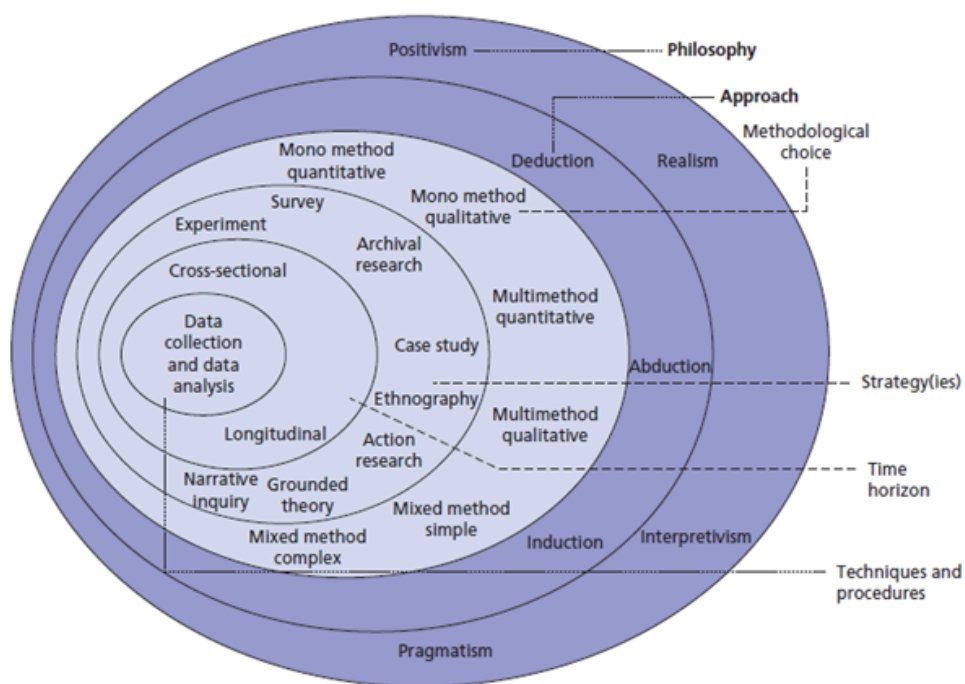 Positivism
Philosophy
Approach
Methodological
choice
Mono method
quantitative
Deduction
Realism
Mono method
qualitative
Survey
Experiment
Archival
research
Cross-sectional
Multimethod
quantitative
Data
collection
and data
analysis
Case study
Abduction
Strategy(ies)
Ethnography
Multimethod
qualitative
Longitudinal
Action
research
Time
horizon
Narrative
inquiry
Grounded
theory
Mixed method
simple
Mixed method
complex
Induction
Interpretivism
Techniques and
procedures
Pragmatism